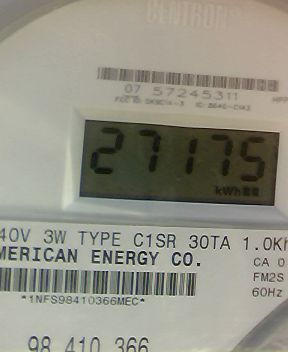 CENTRON
07 57245311
27175
kWh
40V 3W TYPE C1SR 30TA 1.0Kh
MERICAN ENERGY CO.
CA 0
FM2S
60Hz
*1NFS98410366MEC*
98 410 366